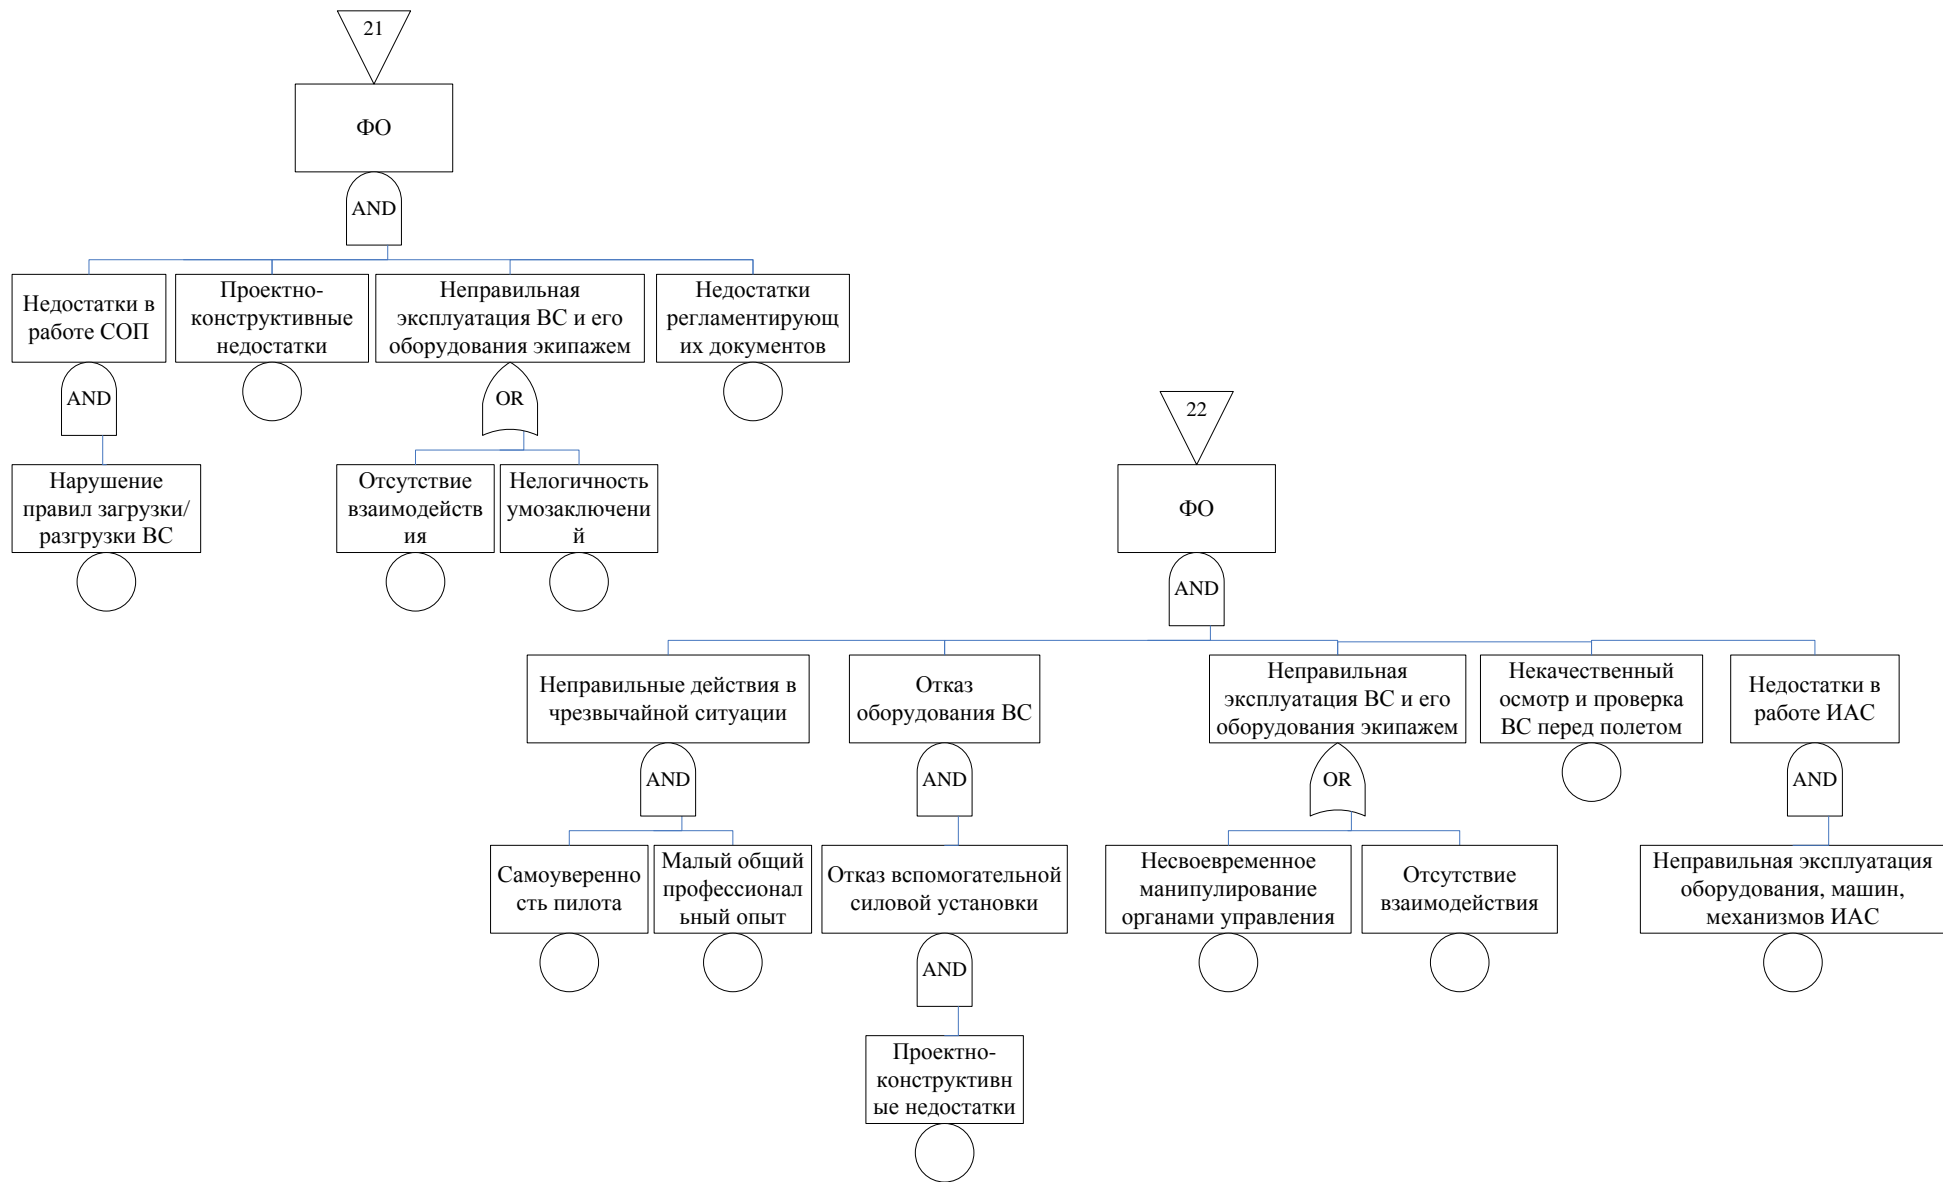 21
ФО
AND
Недостатки в
работе СОП
Проектно-
конструктивные
недостатки
Неправильная
эксплуатация ВС и его
оборудования экипажем
Недостатки
регламентирующ
их документов
AND
OR
Нарушение
правил загрузки/
разгрузки ВС
Отсутствие
взаимодейств
ия
Нелогичность
умозаключени
й
22
ФО
AND
Неправильные действия в
чрезвычайной ситуации
Отказ
оборудования ВС
Неправильная
эксплуатация ВС и его
оборудования экипажем
Некачественный
осмотр и проверка
ВС перед полетом
Недостатки в
работе ИАС
AND
AND
OR
AND
Самоуверенно
сть пилота
Малый общий
профессионал
ьный опыт
Отказ вспомогательной
силовой установки
Несвоевременное
манипулирование
органами управления
Отсутствие
взаимодействия
Неправильная эксплуатация
оборудования, машин,
механизмов ИАС
AND
Проектно-
конструктивн
ые недостатки